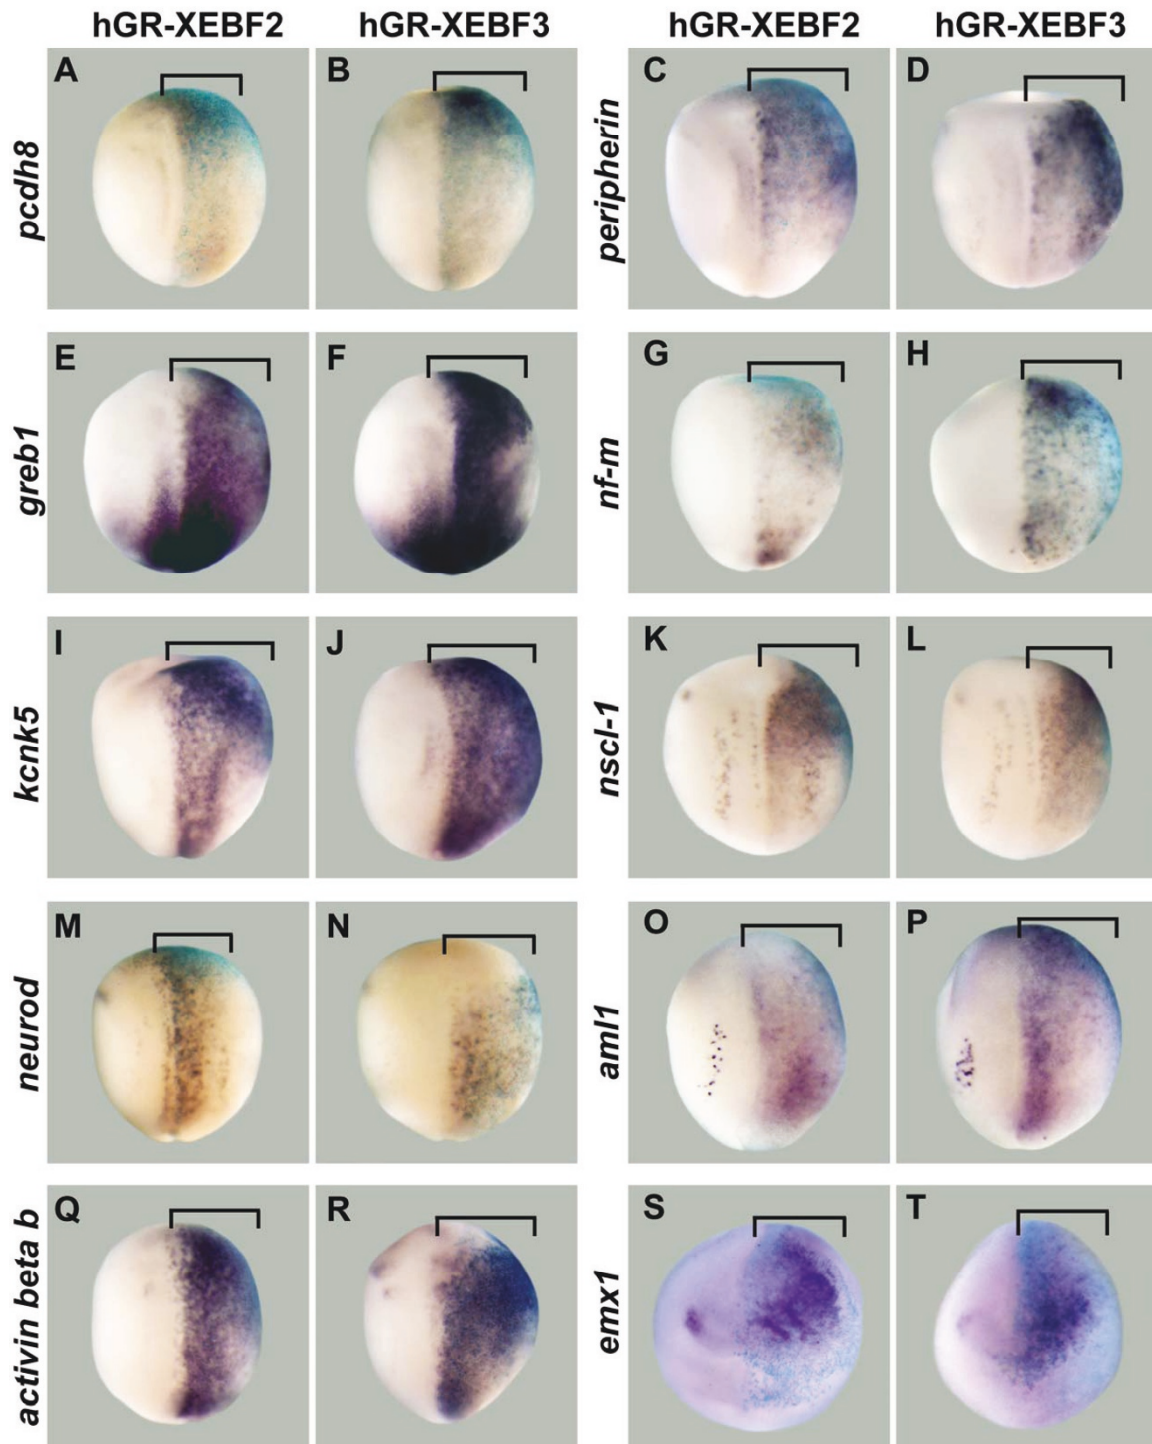 hGR-XEBF2 hGR-XEBF3 hGR-XEBF2 hGR-XEBF3
pcdh8 A B peripherin C D
greb1 E F nf-m G H
kcnk5 I J nscl-1 K L
neurod M N aml1 O P
activin beta b Q R emx1 S T